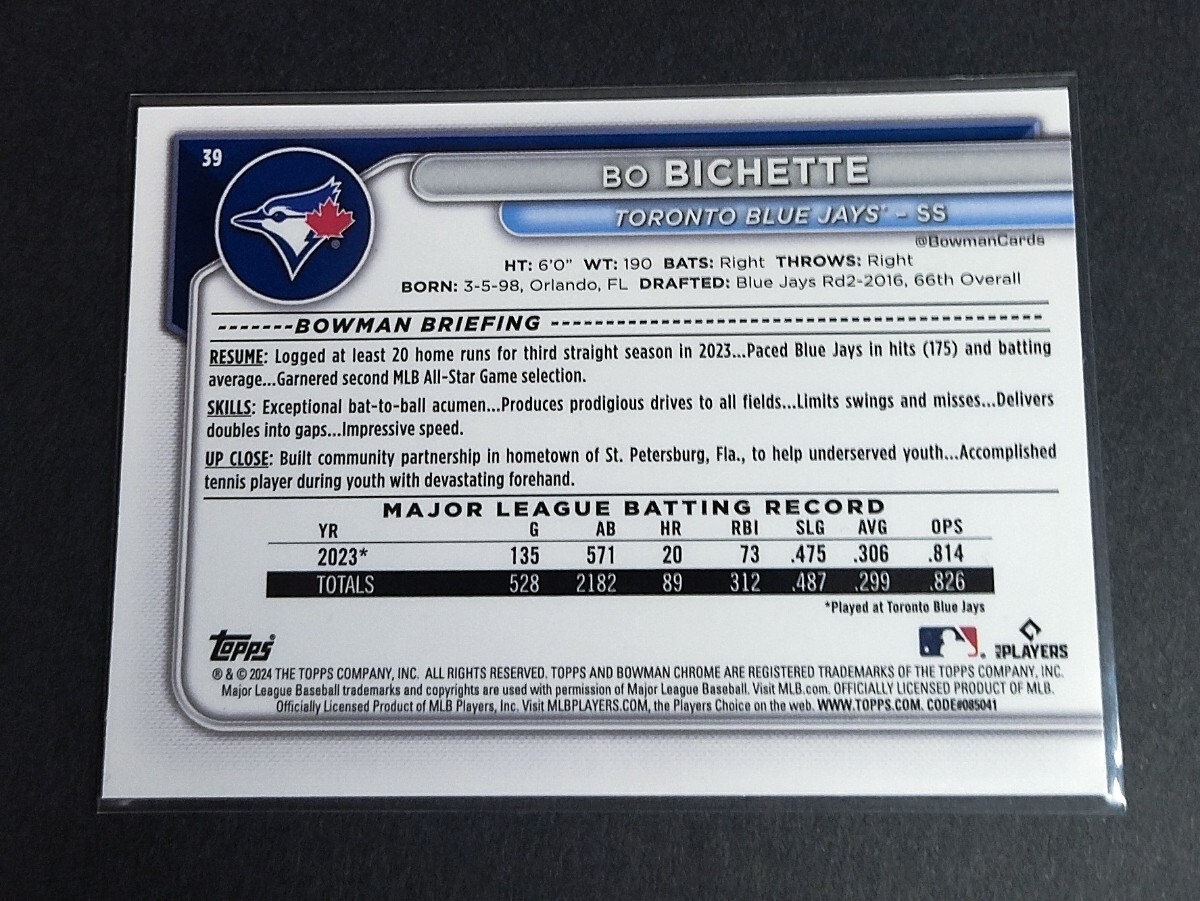 39
BO BICHETTE
TORONTO BLUE JAYS® - SS
@BowmanCards
HT: 6'0" WT: 190 BATS: Right THROWS: Right
BORN: 3-5-98, Orlando, FL DRAFTED: Blue Jays Rd2-2016, 66th Overall
-------BOWMAN BRIEFING --------------------------------------------------
RESUME: Logged at least 20 home runs for third straight season in 2023...Paced Blue Jays in hits (175) and batting
average...Garnered second MLB All-Star Game selection.
SKILLS: Exceptional bat-to-ball acumen...Produces prodigious drives to all fields...Limits swings and misses...Delivers
doubles into gaps...Impressive speed.
UP CLOSE: Built community partnership in hometown of St. Petersburg, Fla., to help underserved youth...Accomplished
tennis player during youth with devastating forehand.
MAJOR LEAGUE BATTING RECORD
YR G AB HR RBI SLG AVG OPS
2023* 135 571 20 73 .475 .306 .814
TOTALS 528 2182 89 312 .487 .299 .826
*Played at Toronto Blue Jays
Topps
MLB PLAYERS
® & © 2024 THE TOPPS COMPANY, INC. ALL RIGHTS RESERVED. TOPPS AND BOWMAN CHROME ARE REGISTERED TRADEMARKS OF THE TOPPS COMPANY, INC.
Major League Baseball trademarks and copyrights are used with permission of Major League Baseball. Visit MLB.com. OFFICIALLY LICENSED PRODUCT OF MLB.
Officially Licensed Product of MLB Players, Inc. Visit MLBPLAYERS.COM, the Players Choice on the web. WWW.TOPPS.COM. CODE#085041